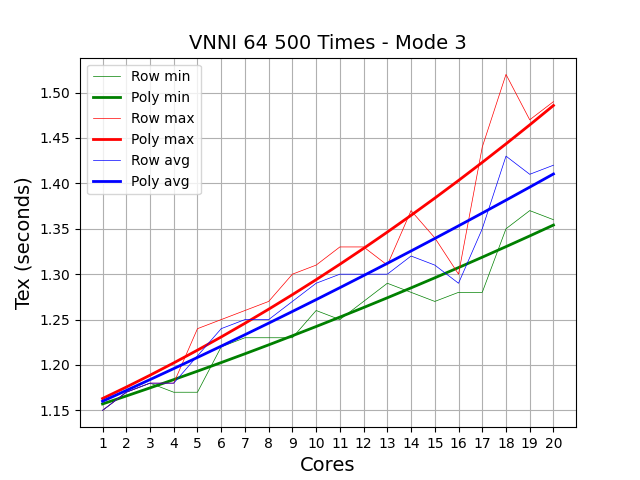 VNNI 64 500 Times - Mode 3
Row min
Poly min
Row max
Poly max
Row avg
Poly avg
Tex (seconds)
1.50
1.45
1.40
1.35
1.30
1.25
1.20
1.15
1 2 3 4 5 6 7 8 9 10 11 12 13 14 15 16 17 18 19 20
Cores